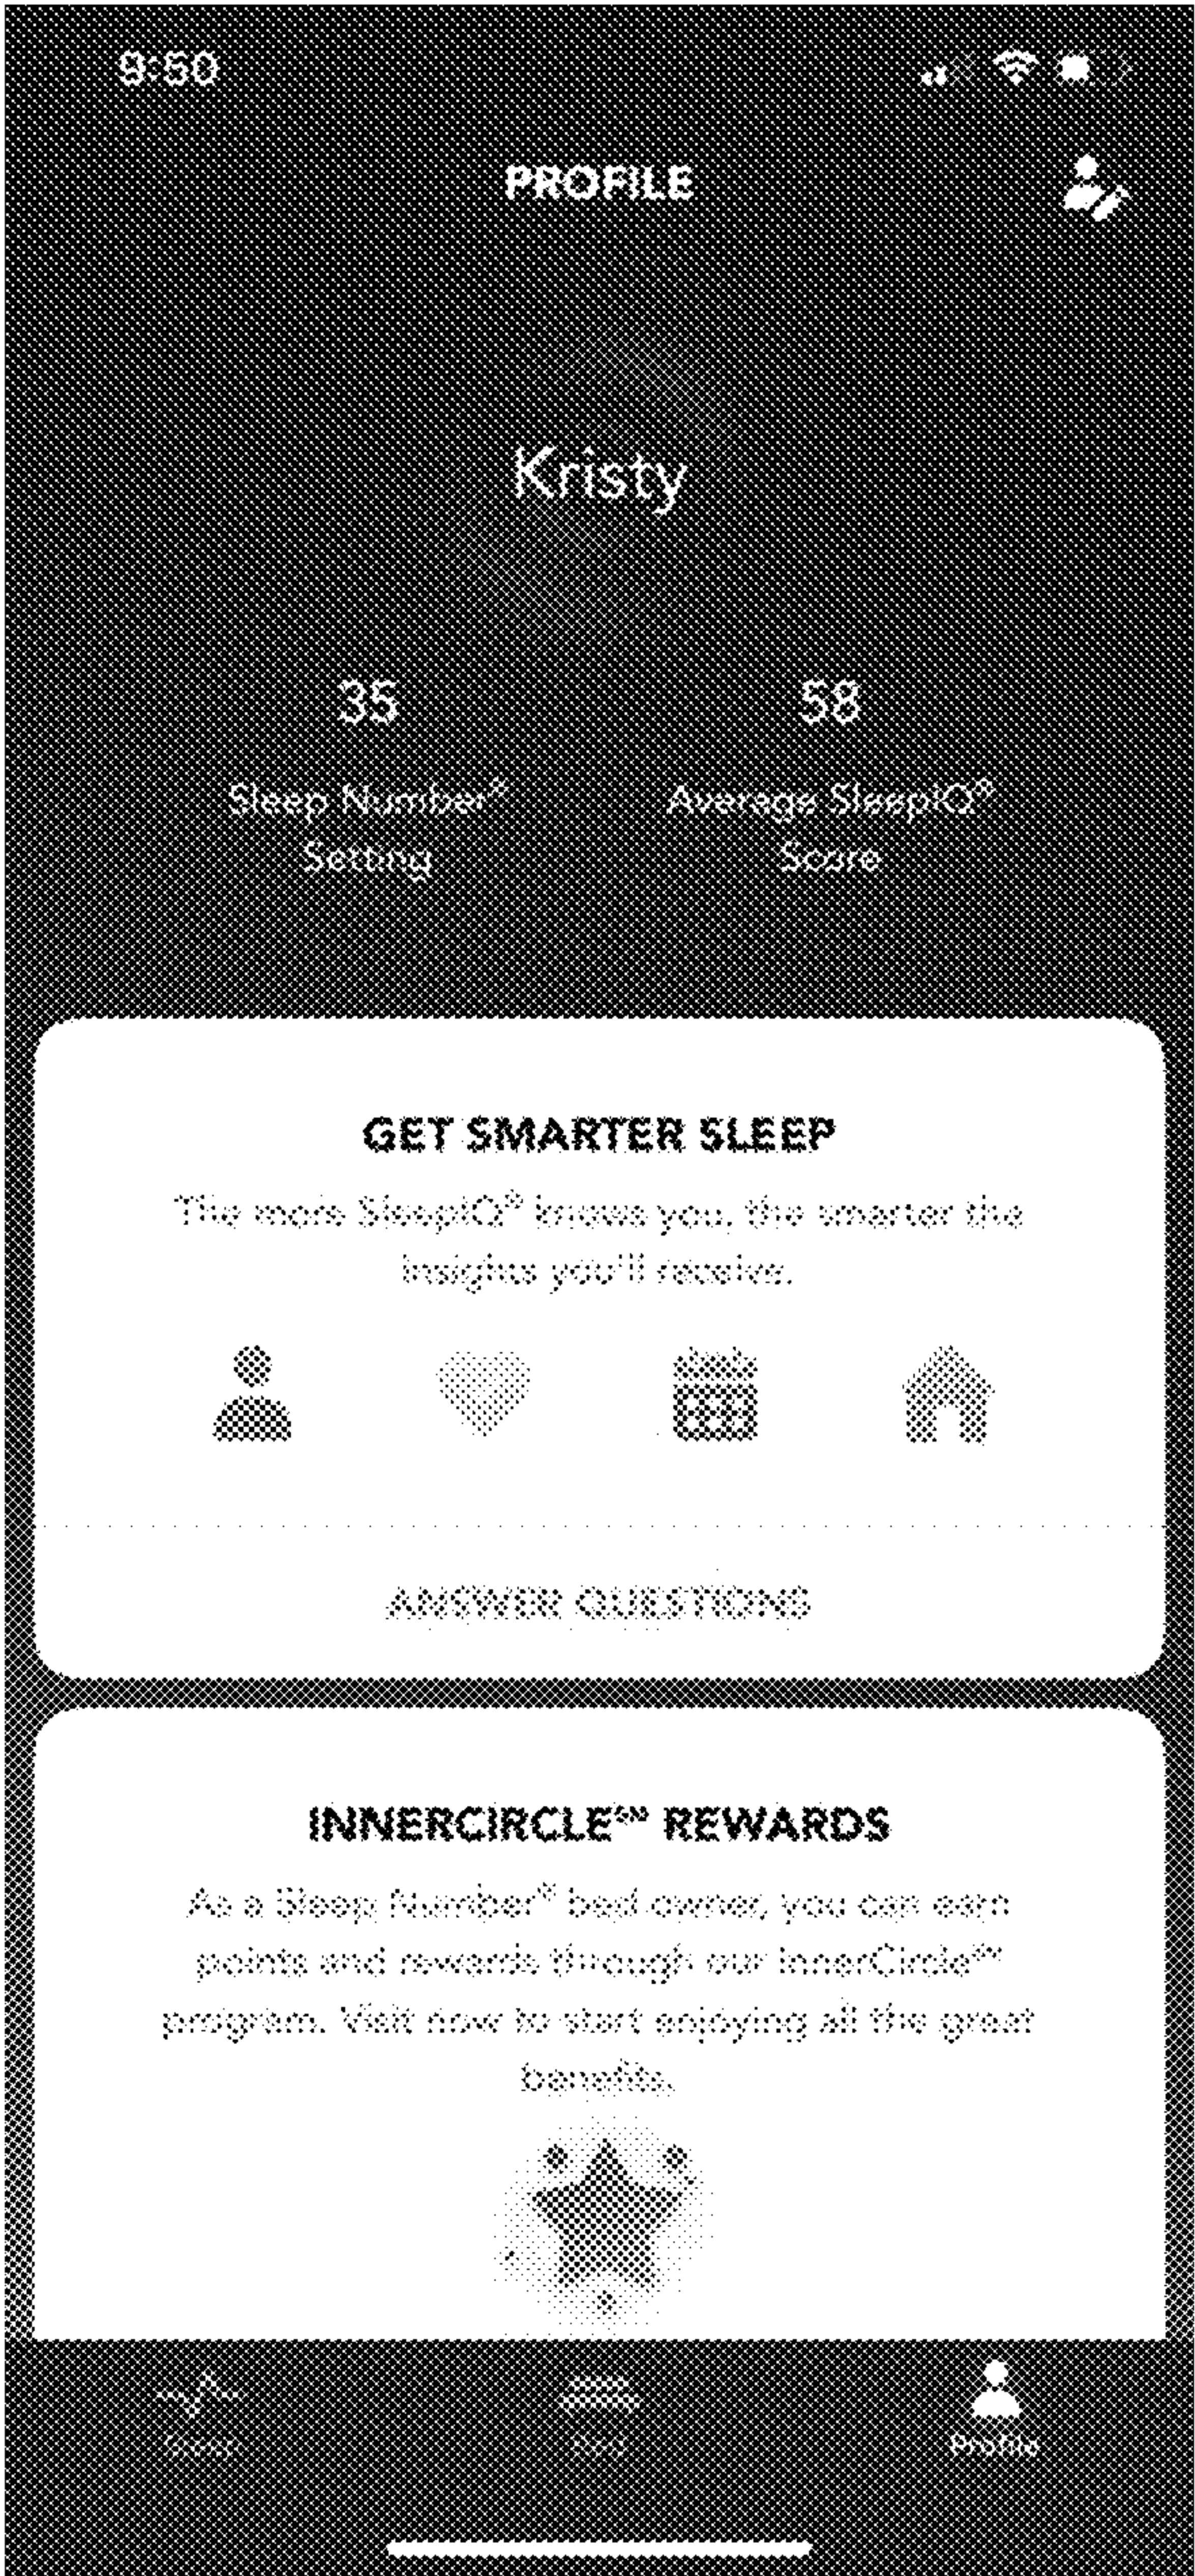 9:50
PROFILE
Kristy
35
58
Sleep Number®
Setting
Average SleepIQ®
Score
GET SMARTER SLEEP
The more SleepIQ® knows you, the smarter the
insights you'll receive.
ANSWER QUESTIONS
INNERCIRCLE℠ REWARDS
As a Sleep Number® bed owner, you can earn
points and rewards through our InnerCircle℠
program. Visit now to start enjoying all the great
benefits.
Sleep
Bed
Profile